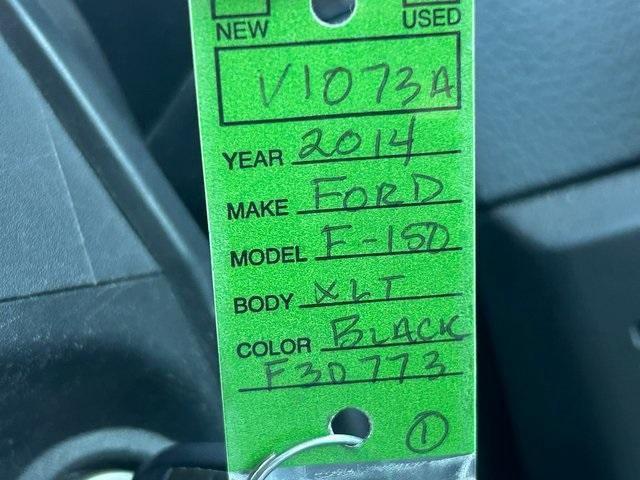 NEW USED
V1073A
YEAR 2014
MAKE FORD
MODEL F-150
BODY XLT
COLOR BLACK
F30773
1